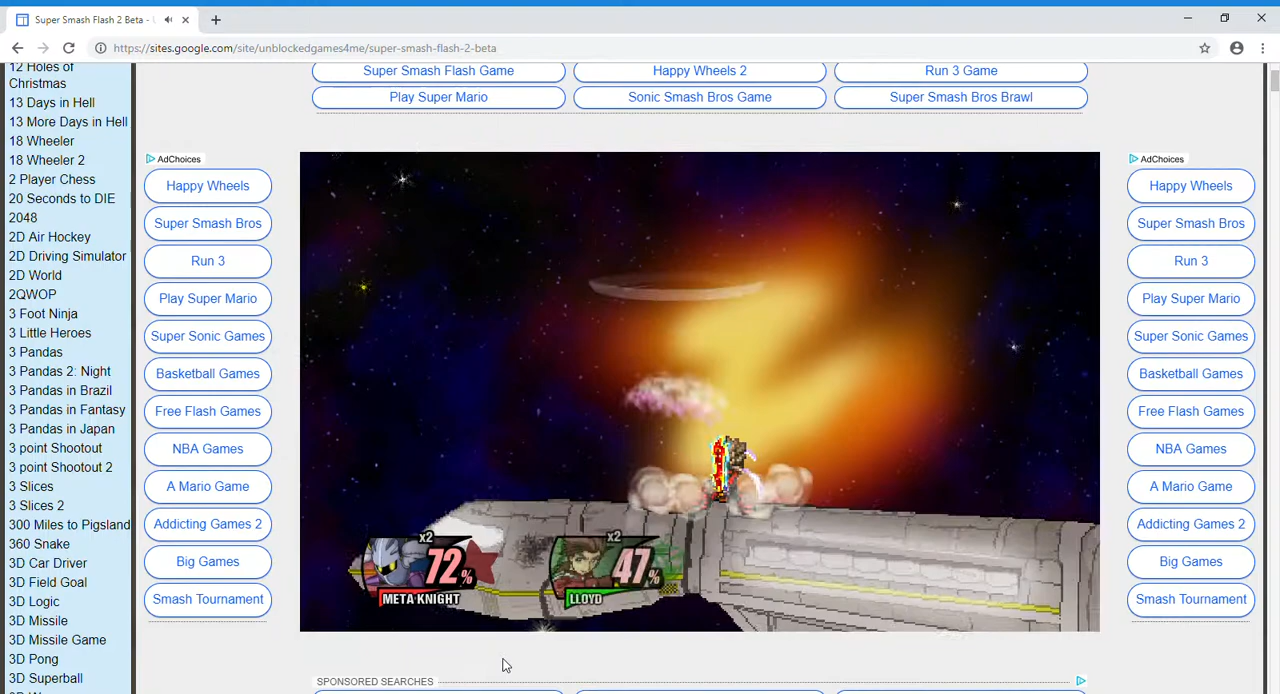 Super Smash Flash 2 Beta -
https://sites.google.com/site/unblockedgames4me/super-smash-flash-2-beta
12 Holes of
Christmas
13 Days in Hell
13 More Days in Hell
18 Wheeler
18 Wheeler 2
2 Player Chess
20 Seconds to DIE
2048
2D Air Hockey
2D Driving Simulator
2D World
2QWOP
3 Foot Ninja
3 Little Heroes
3 Pandas
3 Pandas 2: Night
3 Pandas in Brazil
3 Pandas in Fantasy
3 Pandas in Japan
3 point Shootout
3 point Shootout 2
3 Slices
3 Slices 2
300 Miles to Pigsland
360 Snake
3D Car Driver
3D Field Goal
3D Logic
3D Missile
3D Missile Game
3D Pong
3D Superball
Super Smash Flash Game
Happy Wheels 2
Run 3 Game
Play Super Mario
Sonic Smash Bros Game
Super Smash Bros Brawl
AdChoices
Happy Wheels
Super Smash Bros
Run 3
Play Super Mario
Super Sonic Games
Basketball Games
Free Flash Games
NBA Games
A Mario Game
Addicting Games 2
Big Games
Smash Tournament
x2
72%
META KNIGHT
x2
47%
LLOYD
SPONSORED SEARCHES
AdChoices
Happy Wheels
Super Smash Bros
Run 3
Play Super Mario
Super Sonic Games
Basketball Games
Free Flash Games
NBA Games
A Mario Game
Addicting Games 2
Big Games
Smash Tournament